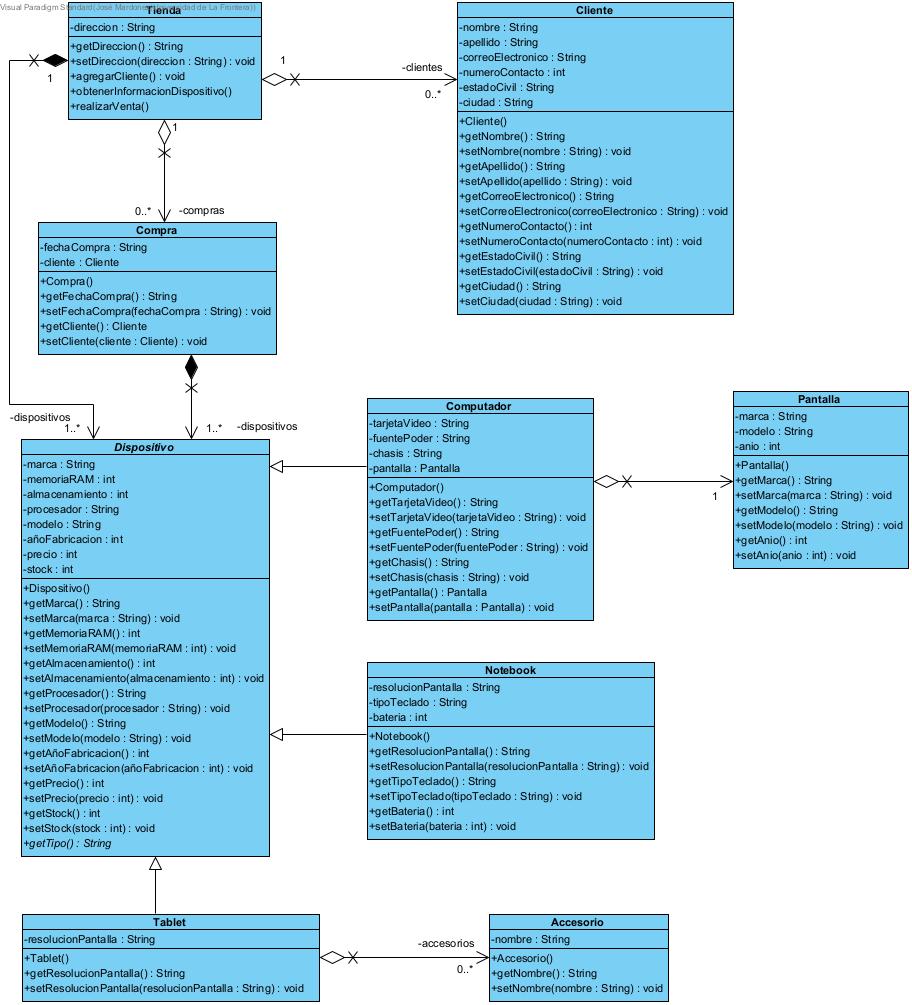 Visual Paradigm Standard(José Mardones(Universidad de La Frontera))
Tienda
-direccion : String
+getDireccion() : String
+setDireccion(direccion : String) : void
+agregarCliente() : void
+obtenerInformacionDispositivo()
+realizarVenta()
1
1
-clientes
0..*
Cliente
-nombre : String
-apellido : String
-correoElectronico : String
-numeroContacto : int
-estadoCivil : String
-ciudad : String
+Cliente()
+getNombre() : String
+setNombre(nombre : String) : void
+getApellido() : String
+setApellido(apellido : String) : void
+getCorreoElectronico() : String
+setCorreoElectronico(correoElectronico : String) : void
+getNumeroContacto() : int
+setNumeroContacto(numeroContacto : int) : void
+getEstadoCivil() : String
+setEstadoCivil(estadoCivil : String) : void
+getCiudad() : String
+setCiudad(ciudad : String) : void
1
0..*
-compras
Compra
-fechaCompra : String
-cliente : Cliente
+Compra()
+getFechaCompra() : String
+setFechaCompra(fechaCompra : String) : void
+getCliente() : Cliente
+setCliente(cliente : Cliente) : void
-dispositivos
1..*
1..*
-dispositivos
Dispositivo
-marca : String
-memoriaRAM : int
-almacenamiento : int
-procesador : String
-modelo : String
-añoFabricacion : int
-precio : int
-stock : int
+Dispositivo()
+getMarca() : String
+setMarca(marca : String) : void
+getMemoriaRAM() : int
+setMemoriaRAM(memoriaRAM : int) : void
+getAlmacenamiento() : int
+setAlmacenamiento(almacenamiento : int) : void
+getProcesador() : String
+setProcesador(procesador : String) : void
+getModelo() : String
+setModelo(modelo : String) : void
+getAñoFabricacion() : int
+setAñoFabricacion(añoFabricacion : int) : void
+getPrecio() : int
+setPrecio(precio : int) : void
+getStock() : int
+setStock(stock : int) : void
+getTipo() : String
Computador
-tarjetaVideo : String
-fuentePoder : String
-chasis : String
-pantalla : Pantalla
+Computador()
+getTarjetaVideo() : String
+setTarjetaVideo(tarjetaVideo : String) : void
+getFuentePoder() : String
+setFuentePoder(fuentePoder : String) : void
+getChasis() : String
+setChasis(chasis : String) : void
+getPantalla() : Pantalla
+setPantalla(pantalla : Pantalla) : void
1
Pantalla
-marca : String
-modelo : String
-anio : int
+Pantalla()
+getMarca() : String
+setMarca(marca : String) : void
+getModelo() : String
+setModelo(modelo : String) : void
+getAnio() : int
+setAnio(anio : int) : void
Notebook
-resolucionPantalla : String
-tipoTeclado : String
-bateria : int
+Notebook()
+getResolucionPantalla() : String
+setResolucionPantalla(resolucionPantalla : String) : void
+getTipoTeclado() : String
+setTipoTeclado(tipoTeclado : String) : void
+getBateria() : int
+setBateria(bateria : int) : void
Tablet
-resolucionPantalla : String
+Tablet()
+getResolucionPantalla() : String
+setResolucionPantalla(resolucionPantalla : String) : void
-accesorios
0..*
Accesorio
-nombre : String
+Accesorio()
+getNombre() : String
+setNombre(nombre : String) : void